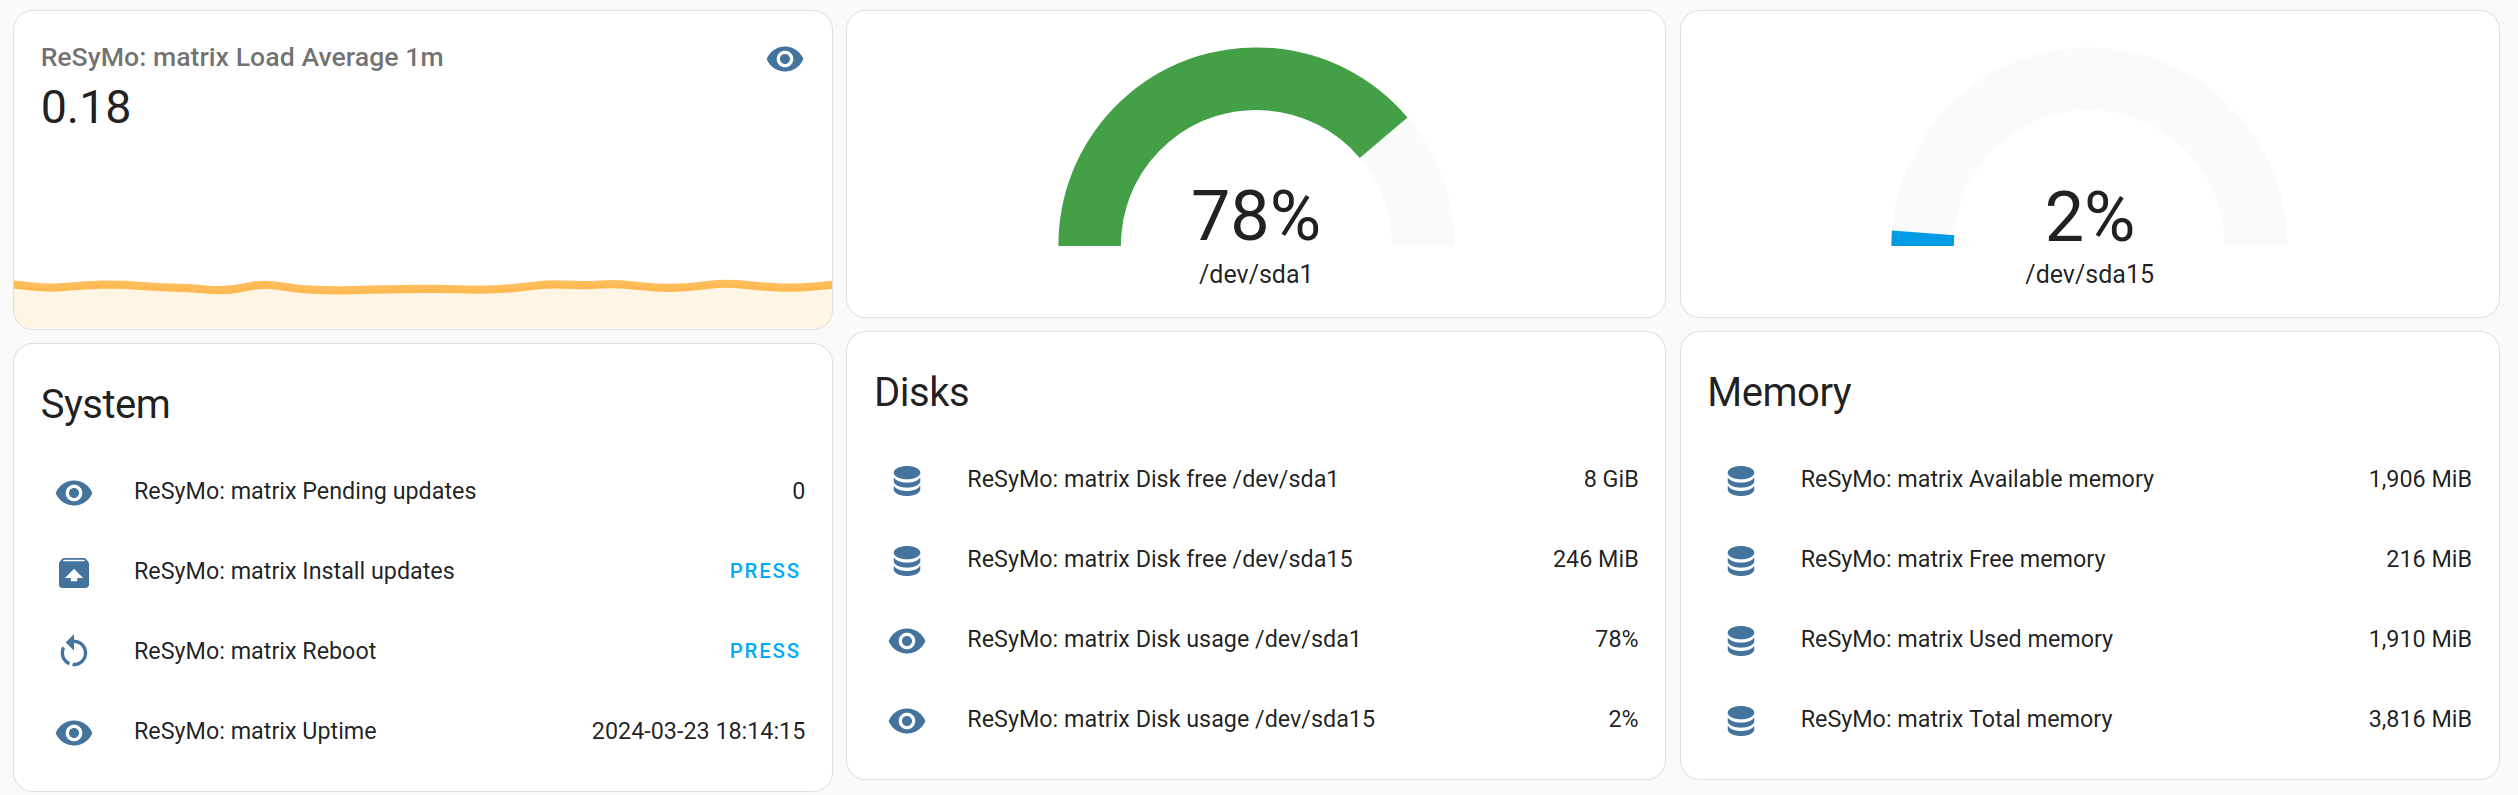 ReSyMo: matrix Load Average 1m
0.18
78%
/dev/sda1
2%
/dev/sda15
System
ReSyMo: matrix Pending updates 0
ReSyMo: matrix Install updates PRESS
ReSyMo: matrix Reboot PRESS
ReSyMo: matrix Uptime 2024-03-23 18:14:15
Disks
ReSyMo: matrix Disk free /dev/sda1 8 GiB
ReSyMo: matrix Disk free /dev/sda15 246 MiB
ReSyMo: matrix Disk usage /dev/sda1 78%
ReSyMo: matrix Disk usage /dev/sda15 2%
Memory
ReSyMo: matrix Available memory 1,906 MiB
ReSyMo: matrix Free memory 216 MiB
ReSyMo: matrix Used memory 1,910 MiB
ReSyMo: matrix Total memory 3,816 MiB